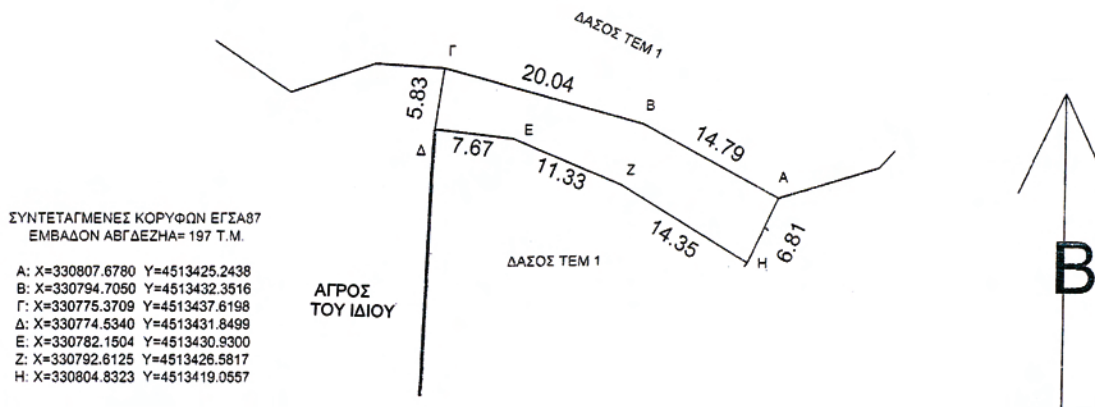 ΔΑΣΟΣ ΤΕΜ 1
Γ
20.04
5.83
Β
14.79
Δ
7.67
Ε
11.33
Ζ
Α
6.81
14.35
Η
ΣΥΝΤΕΤΑΓΜΕΝΕΣ ΚΟΡΥΦΩΝ ΕΓΣΑ87
ΕΜΒΑΔΟΝ ΑΒΓΔΕΖΗΑ= 197 Τ.Μ.
Α: Χ=330807.6780 Υ=4513425.2438
Β: Χ=330794.7050 Υ=4513432.3516
Γ: Χ=330775.3709 Υ=4513437.6198
Δ: Χ=330774.5340 Υ=4513431.8499
Ε: Χ=330782.1504 Υ=4513430.9300
Ζ: Χ=330792.6125 Υ=4513426.5817
Η: Χ=330804.8323 Υ=4513419.0557
ΑΓΡΟΣ
ΤΟΥ ΙΔΙΟΥ
ΔΑΣΟΣ ΤΕΜ 1
Β